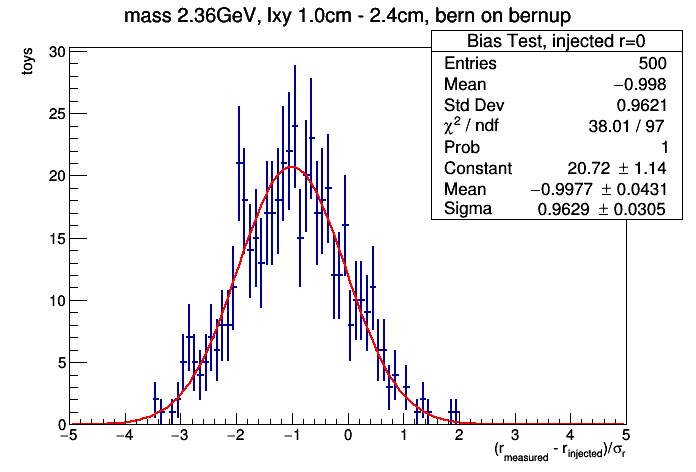 mass 2.36GeV, lxy 1.0cm - 2.4cm, bern on bernup
Bias Test, injected r=0
Entries 500
Mean −0.998
Std Dev 0.9621
χ² / ndf 38.01 / 97
Prob 1
Constant 20.72 ± 1.14
Mean −0.9977 ± 0.0431
Sigma 0.9629 ± 0.0305
toys
30
25
20
15
10
5
0
−5 −4 −3 −2 −1 0 1 2 3 4 5
(r_measured - r_injected)/σ_r